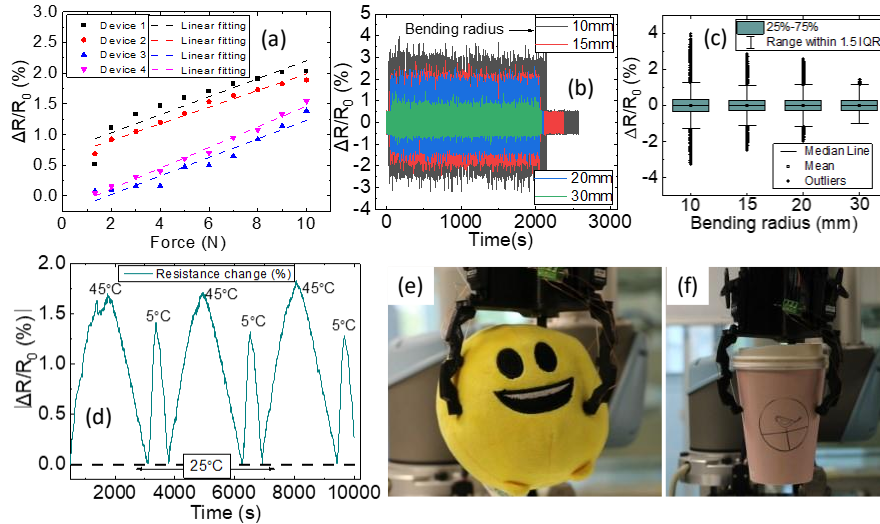 (a)
Device 1 Linear fitting
Device 2 Linear fitting
Device 3 Linear fitting
Device 4 Linear fitting
ΔR/R0 (%)
3.0
2.5
2.0
1.5
1.0
0.5
0.0
0 2 4 6 8 10
Force (N)
(b)
Bending radius
10mm
15mm
20mm
30mm
ΔR/R0 (%)
5
4
3
2
1
0
-1
-2
-3
-4
0 1000 2000 3000
Time(s)
(c)
25%-75%
Range within 1.5IQR
Median Line
Mean
Outliers
ΔR/R0 (%)
4
2
0
-2
-4
10 15 20 30
Bending radius (mm)
(d)
Resistance change (%)
|ΔR/R0 (%)|
2.0
1.5
1.0
0.5
0.0
45°C
5°C
45°C
5°C
45°C
5°C
25°C
2000 4000 6000 8000 10000
Time (s)
(e)
(f)